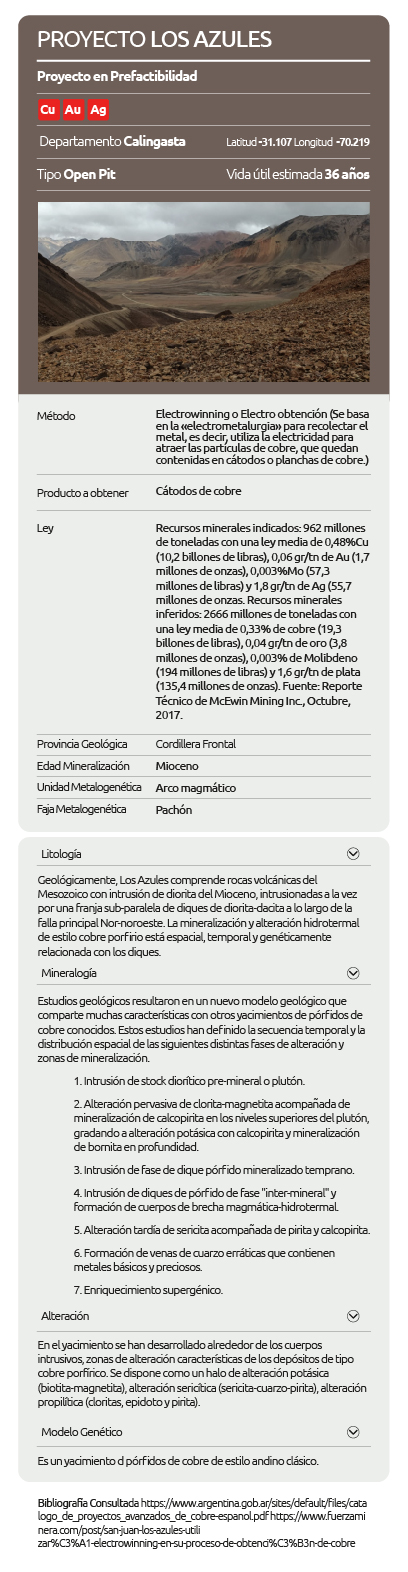 PROYECTO LOS AZULES
Proyecto en Prefactibilidad
Cu Au Ag
Departamento Calingasta Latitud -31.107 Longitud -70.219
Tipo Open Pit Vida útil estimada 36 años
Método Electrowinning o Electro obtención (Se basa
en la «electrometalurgia» para recolectar el
metal, es decir, utiliza la electricidad para
atraer las partículas de cobre, que quedan
contenidas en cátodos o planchas de cobre.)
Producto a obtener Cátodos de cobre
Ley Recursos minerales indicados: 962 millones
de toneladas con una ley media de 0,48%Cu
(10,2 billones de libras), 0,06 gr/tn de Au (1,7
millones de onzas), 0,003%Mo (57,3
millones de libras) y 1,8 gr/tn de Ag (55,7
millones de onzas. Recursos minerales
inferidos: 2666 millones de toneladas con
una ley media de 0.33% de cobre (19,3
billones de libras), 0,04 gr/tn de oro (3,8
millones de onzas), 0,003% de Molibdeno
(194 millones de libras) y 1,6 gr/tn de plata
(135,4 millones de onzas). Fuente: Reporte
Técnico de McEwin Mining Inc., Octubre,
2017.
Provincia Geológica Cordillera Frontal
Edad Mineralización Mioceno
Unidad Metalogenética Arco magmático
Faja Metalogenética Pachón
Litología
Geológicamente, Los Azules comprende rocas volcánicas del
Mesozoico con intrusión de diorita del Mioceno, intrusionadas a la vez
por una franja sub-paralela de diques de diorita-dacita a lo largo de la
falla principal Nor-noroeste. La mineralización y alteración hidrotermal
de estilo cobre porfirio está espacial, temporal y genéticamente
relacionada con los diques.
Mineralogía
Estudios geológicos resultaron en un nuevo modelo geológico que
comparte muchas características con otros yacimientos de pórfidos de
cobre conocidos. Estos estudios han definido la secuencia temporal y la
distribución espacial de las siguientes distintas fases de alteración y
zonas de mineralización.
1. Intrusión de stock diorítico pre-mineral o plutón.
2. Alteración pervasiva de clorita-magnetita acompañada de
mineralización de calcopirita en los niveles superiores del plutón,
gradando a alteración potásica con calcopirita y mineralización
de bornita en profundidad.
3. Intrusión de fase de dique pórfido mineralizado temprano.
4. Intrusión de diques de pórfido de fase "inter-mineral" y
formación de cuerpos de brecha magmática-hidrotermal.
5. Alteración tardía de sericita acompañada de pirita y calcopirita.
6. Formación de venas de cuarzo erráticas que contienen
metales básicos y preciosos.
7. Enriquecimiento supergénico.
Alteración
En el yacimiento se han desarrollado alrededor de los cuerpos
intrusivos, zonas de alteración características de los depósitos de tipo
cobre porfírico. Se dispone como un halo de alteración potásica
(biotita-magnetita), alteración sericítica (sericita-cuarzo-pirita), alteración
propilítica (cloritas, epidoto y pirita).
Modelo Genético
Es un yacimiento d pórfidos de cobre de estilo andino clásico.
Bibliografía Consultada https://www.argentina.gob.ar/sites/default/files/cata
logo_de_proyectos_avanzados_de_cobre-espanol.pdf https://www.fuerzami
nera.com/post/san-juan-los-azules-utili
zar%C3%A1-electrowinning-en-su-proceso-de-obtenci%C3%B3n-de-cobre